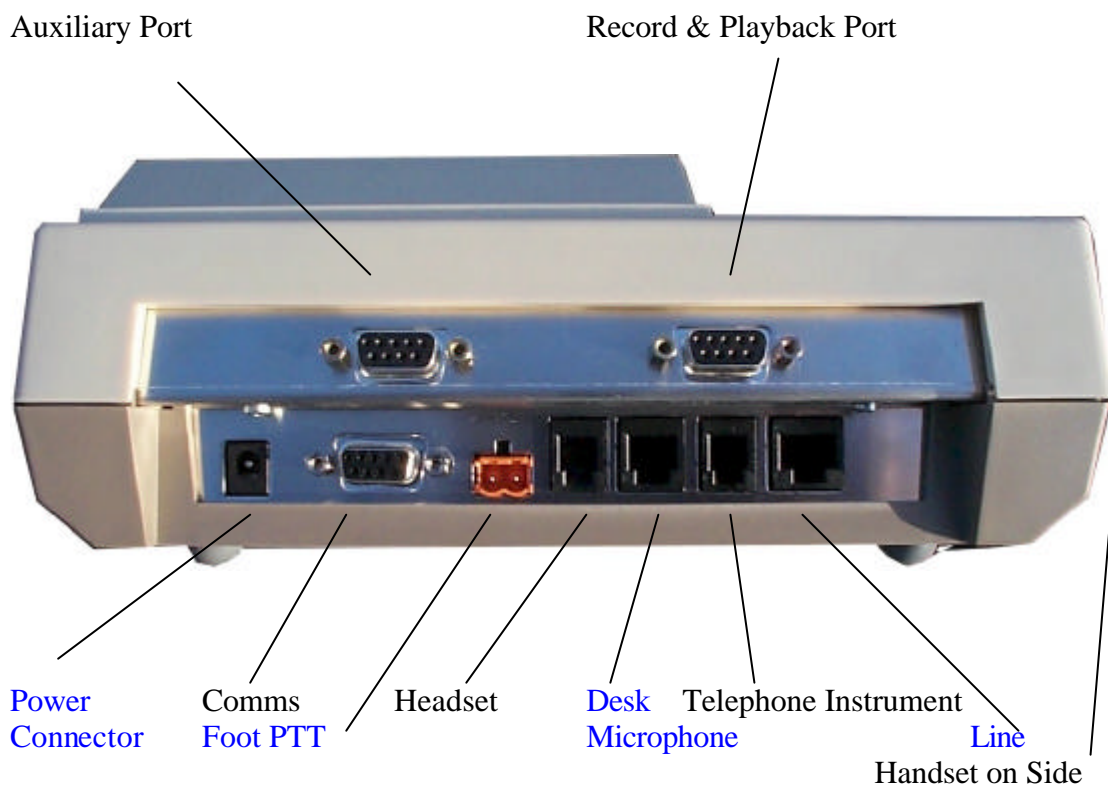 Auxiliary Port
Record & Playback Port
Power
Connector
Comms
Foot PTT
Headset
Desk
Microphone
Telephone Instrument
Line
Handset on Side